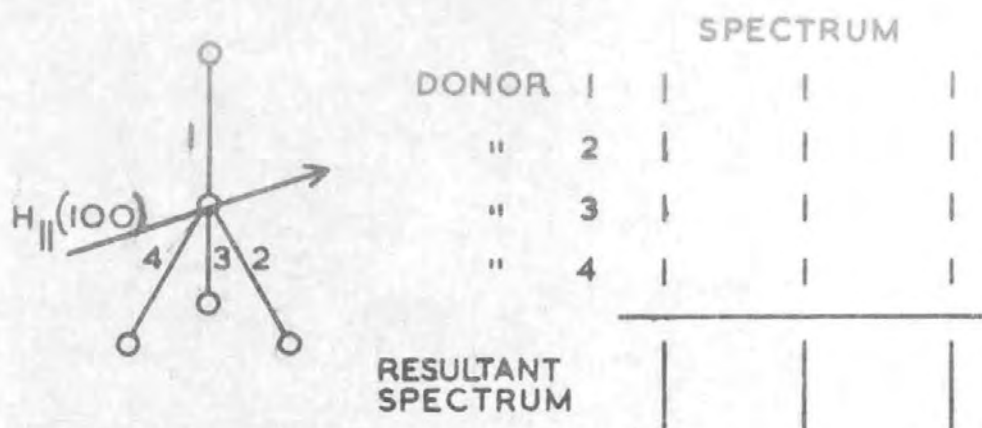 SPECTRUM
DONOR 1
" 2
" 3
" 4
1
H||(100)
4 3 2
RESULTANT
SPECTRUM